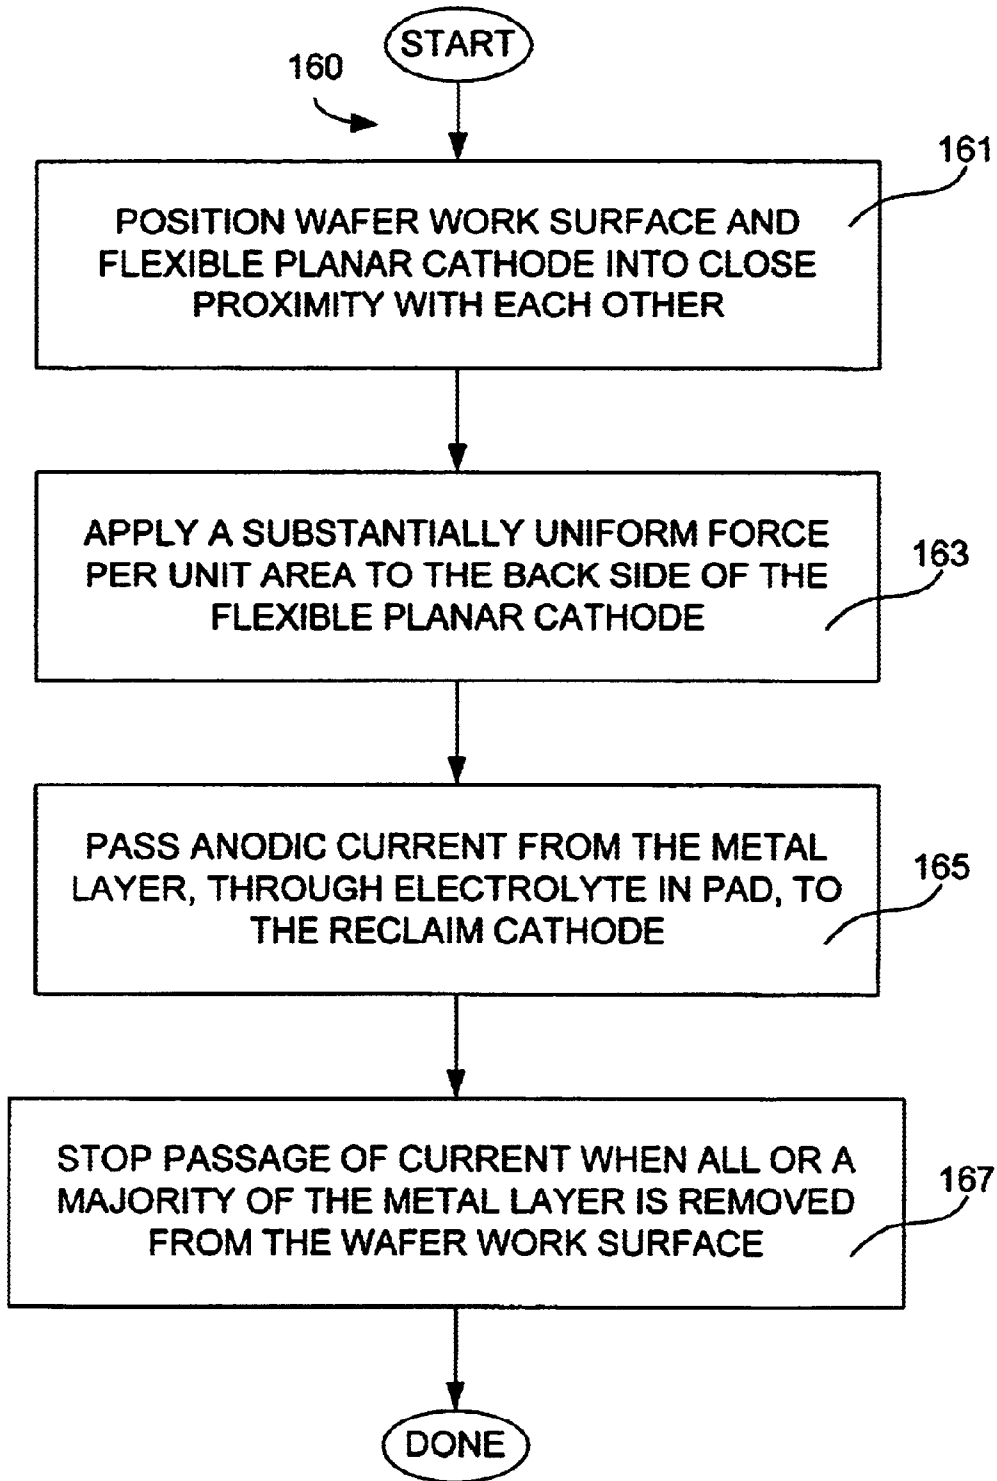 START
160
161
POSITION WAFER WORK SURFACE AND
FLEXIBLE PLANAR CATHODE INTO CLOSE
PROXIMITY WITH EACH OTHER
APPLY A SUBSTANTIALLY UNIFORM FORCE
PER UNIT AREA TO THE BACK SIDE OF THE
FLEXIBLE PLANAR CATHODE
163
PASS ANODIC CURRENT FROM THE METAL
LAYER, THROUGH ELECTROLYTE IN PAD, TO
THE RECLAIM CATHODE
165
STOP PASSAGE OF CURRENT WHEN ALL OR A
MAJORITY OF THE METAL LAYER IS REMOVED
FROM THE WAFER WORK SURFACE
167
DONE